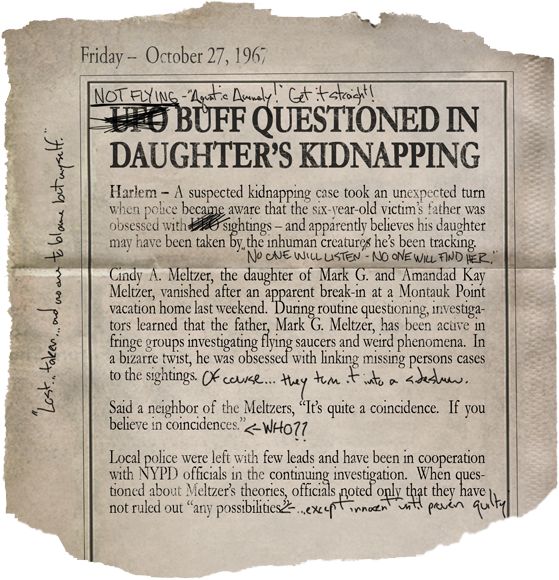 Friday – October 27, 1967
NOT FLYING - "Aquatic Anomaly!" Get it straight!
UFO BUFF QUESTIONED IN
DAUGHTER'S KIDNAPPING
Harlem – A suspected kidnapping case took an unexpected turn
when police became aware that the six-year-old victim's father was
obsessed with sightings – and apparently believes his daughter
may have been taken by the inhuman creatures he's been tracking.
"NO ONE WILL LISTEN - NO ONE WILL FIND HER."
Cindy A. Meltzer, the daughter of Mark G. and Amandad Kay
Meltzer, vanished after an apparent break-in at a Montauk Point
vacation home last weekend. During routine questioning, investiga-
tors learned that the father, Mark G. Meltzer, has been active in
fringe groups investigating flying saucers and weird phenomena. In
a bizarre twist, he was obsessed with linking missing persons cases
to the sightings. Of course... they turn it into a sideshow.
Said a neighbor of the Meltzers, "It's quite a coincidence. If you
believe in coincidences." <-WHO??
Local police were left with few leads and have been in cooperation
with NYPD officials in the continuing investigation. When ques-
tioned about Meltzer's theories, officials noted only that they have
not ruled out "any possibilities <-...except innocent until proven guilty
"Lost... taken... and no one to blame but myself."